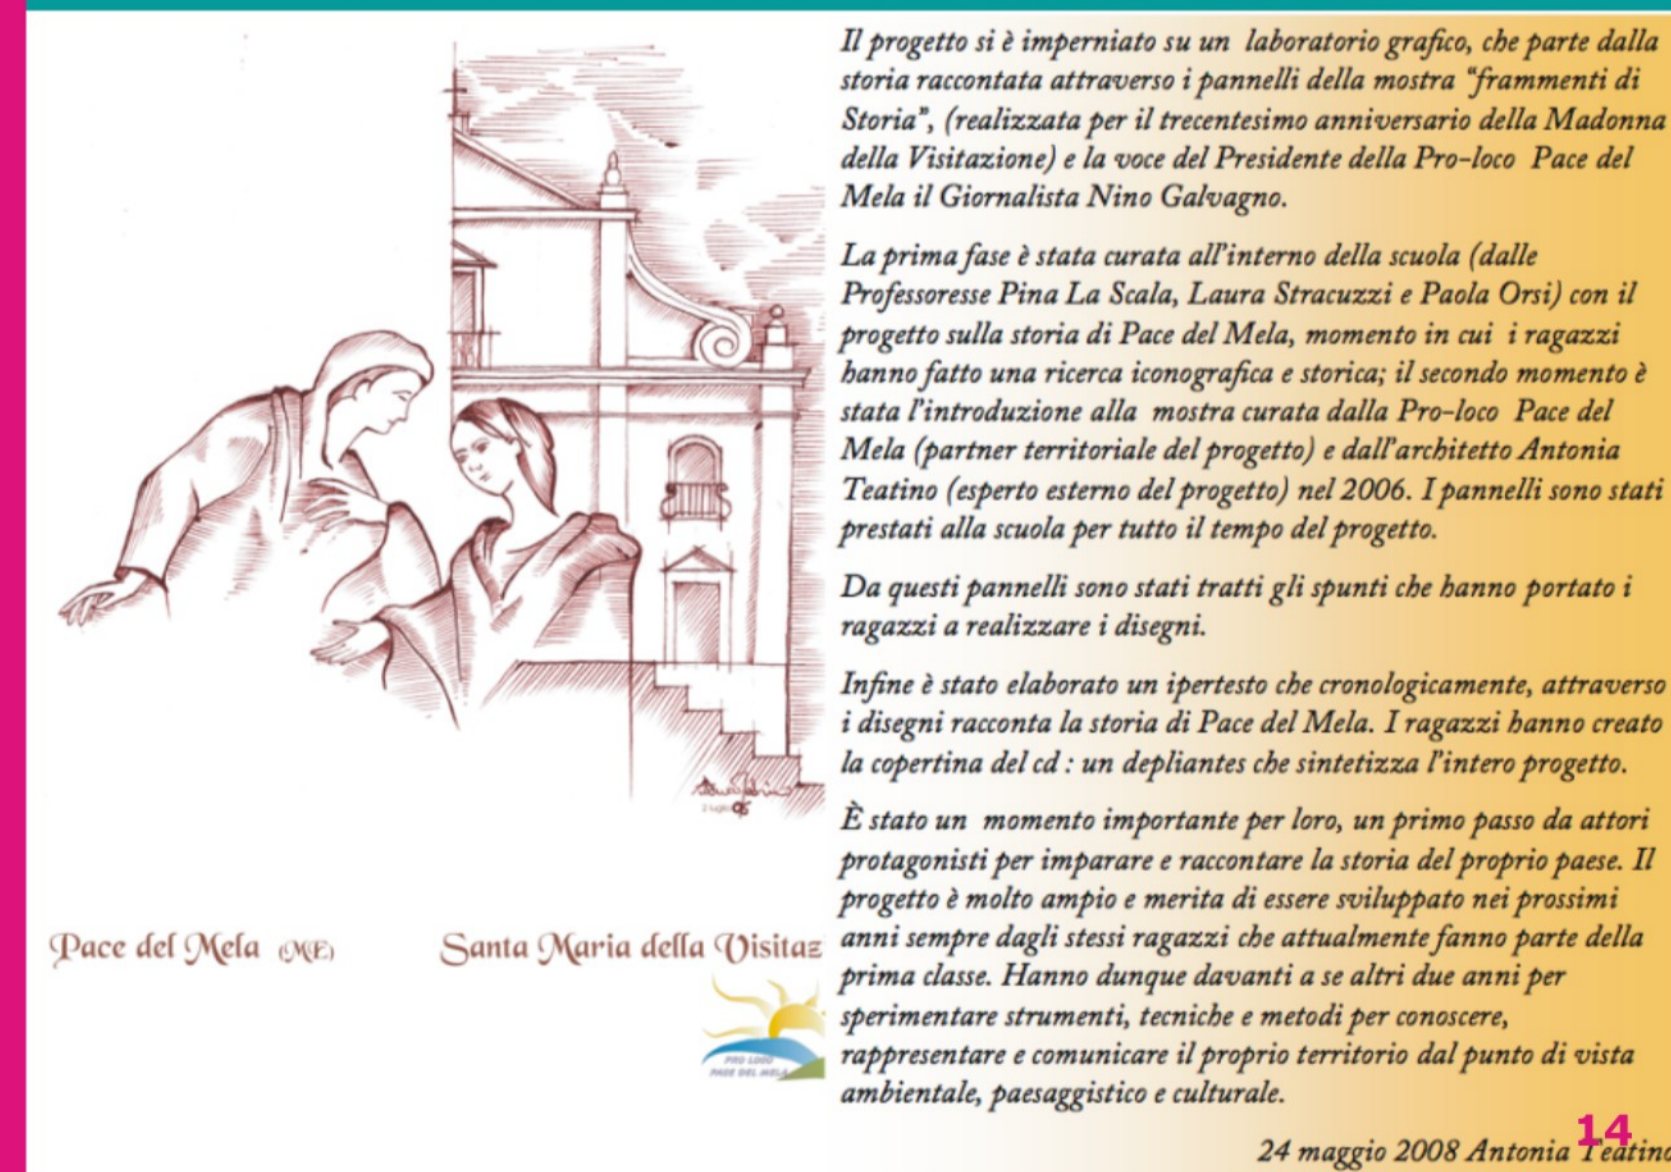 Il progetto si è imperniato su un laboratorio grafico, che parte dalla
storia raccontata attraverso i pannelli della mostra “frammenti di
Storia”, (realizzata per il trecentesimo anniversario della Madonna
della Visitazione) e la voce del Presidente della Pro-loco Pace del
Mela il Giornalista Nino Galvagno.
La prima fase è stata curata all'interno della scuola (dalle
Professoresse Pina La Scala, Laura Stracuzzi e Paola Orsi) con il
progetto sulla storia di Pace del Mela, momento in cui i ragazzi
hanno fatto una ricerca iconografica e storica; il secondo momento è
stata l'introduzione alla mostra curata dalla Pro-loco Pace del
Mela (partner territoriale del progetto) e dall'architetto Antonia
Teatino (esperto esterno del progetto) nel 2006. I pannelli sono stati
prestati alla scuola per tutto il tempo del progetto.
Da questi pannelli sono stati tratti gli spunti che hanno portato i
ragazzi a realizzare i disegni.
Infine è stato elaborato un ipertesto che cronologicamente, attraverso
i disegni racconta la storia di Pace del Mela. I ragazzi hanno creato
la copertina del cd : un depliantes che sintetizza l'intero progetto.
È stato un momento importante per loro, un primo passo da attori
protagonisti per imparare e raccontare la storia del proprio paese. Il
progetto è molto ampio e merita di essere sviluppato nei prossimi
anni sempre dagli stessi ragazzi che attualmente fanno parte della
prima classe. Hanno dunque davanti a se altri due anni per
sperimentare strumenti, tecniche e metodi per conoscere,
rappresentare e comunicare il proprio territorio dal punto di vista
ambientale, paesaggistico e culturale.
24 maggio 2008 Antonia Teatino
14
Pace del Mela (ME)
Santa Maria della Visitaz
PRO LOCO
PACE DEL MELA